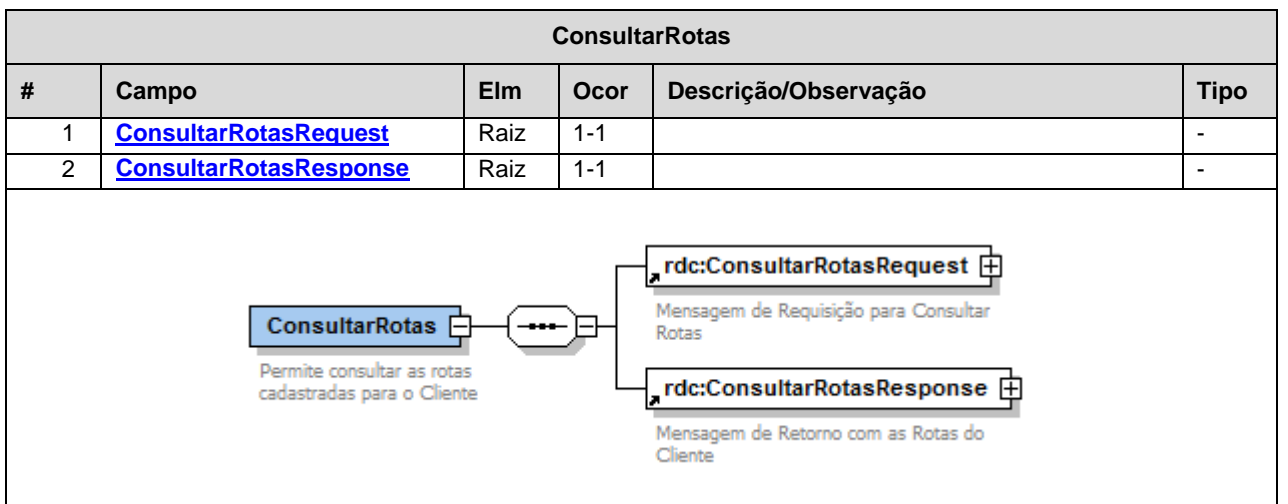 ConsultarRotas
# Campo Elm Ocor Descrição/Observação Tipo
1 ConsultarRotasRequest Raiz 1-1 -
2 ConsultarRotasResponse Raiz 1-1 -
rdc:ConsultarRotasRequest
Mensagem de Requisição para Consultar
Rotas
ConsultarRotas
Permite consultar as rotas
cadastradas para o Cliente
rdc:ConsultarRotasResponse
Mensagem de Retorno com as Rotas do
Cliente